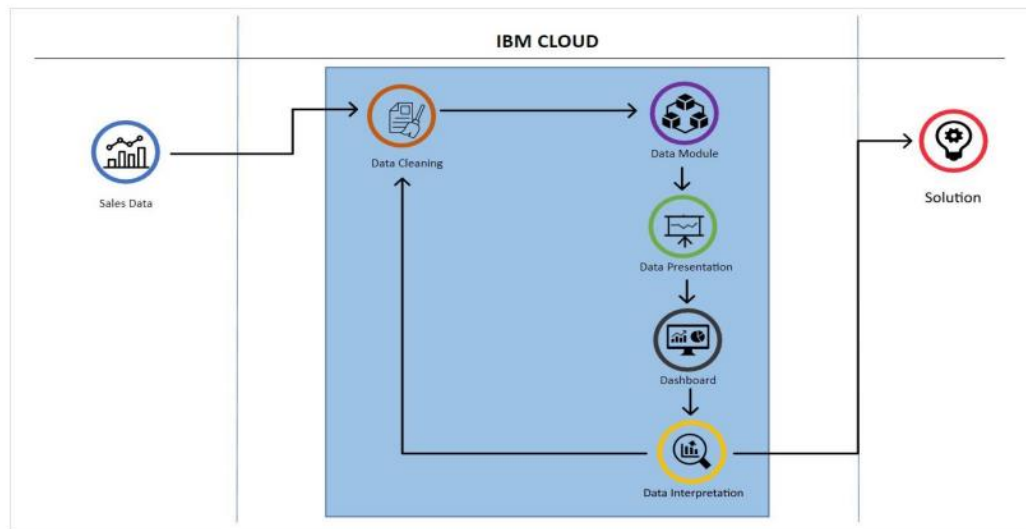 IBM CLOUD
Sales Data
Data Cleaning
Data Module
Data Presentation
Dashboard
Data Interpretation
Solution